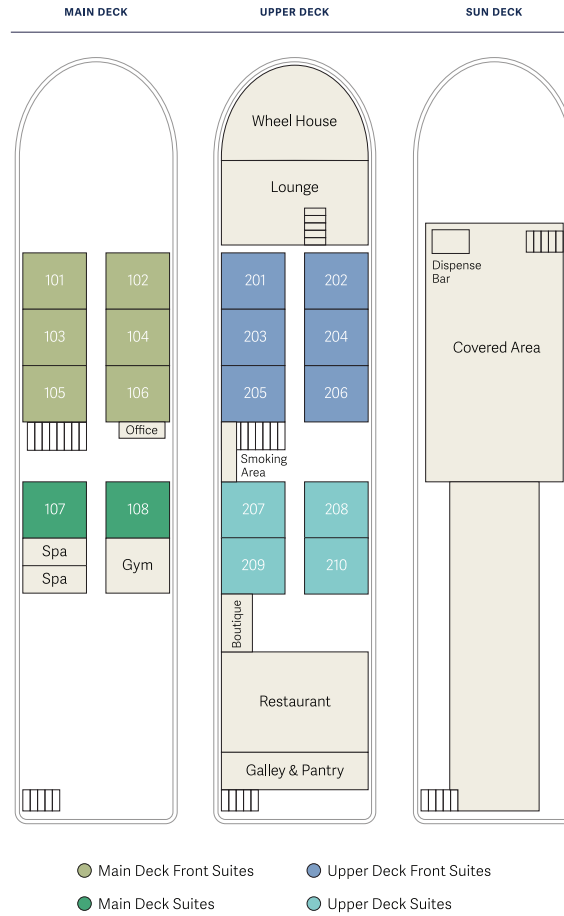 MAIN DECK
UPPER DECK
SUN DECK
Wheel House
Lounge
Dispense
Bar
101
102
201
202
103
104
203
204
Covered Area
105
106
205
206
Office
Smoking
Area
107
108
207
208
Spa
Spa
Gym
209
210
Boutique
Restaurant
Galley & Pantry
Main Deck Front Suites
Upper Deck Front Suites
Main Deck Suites
Upper Deck Suites